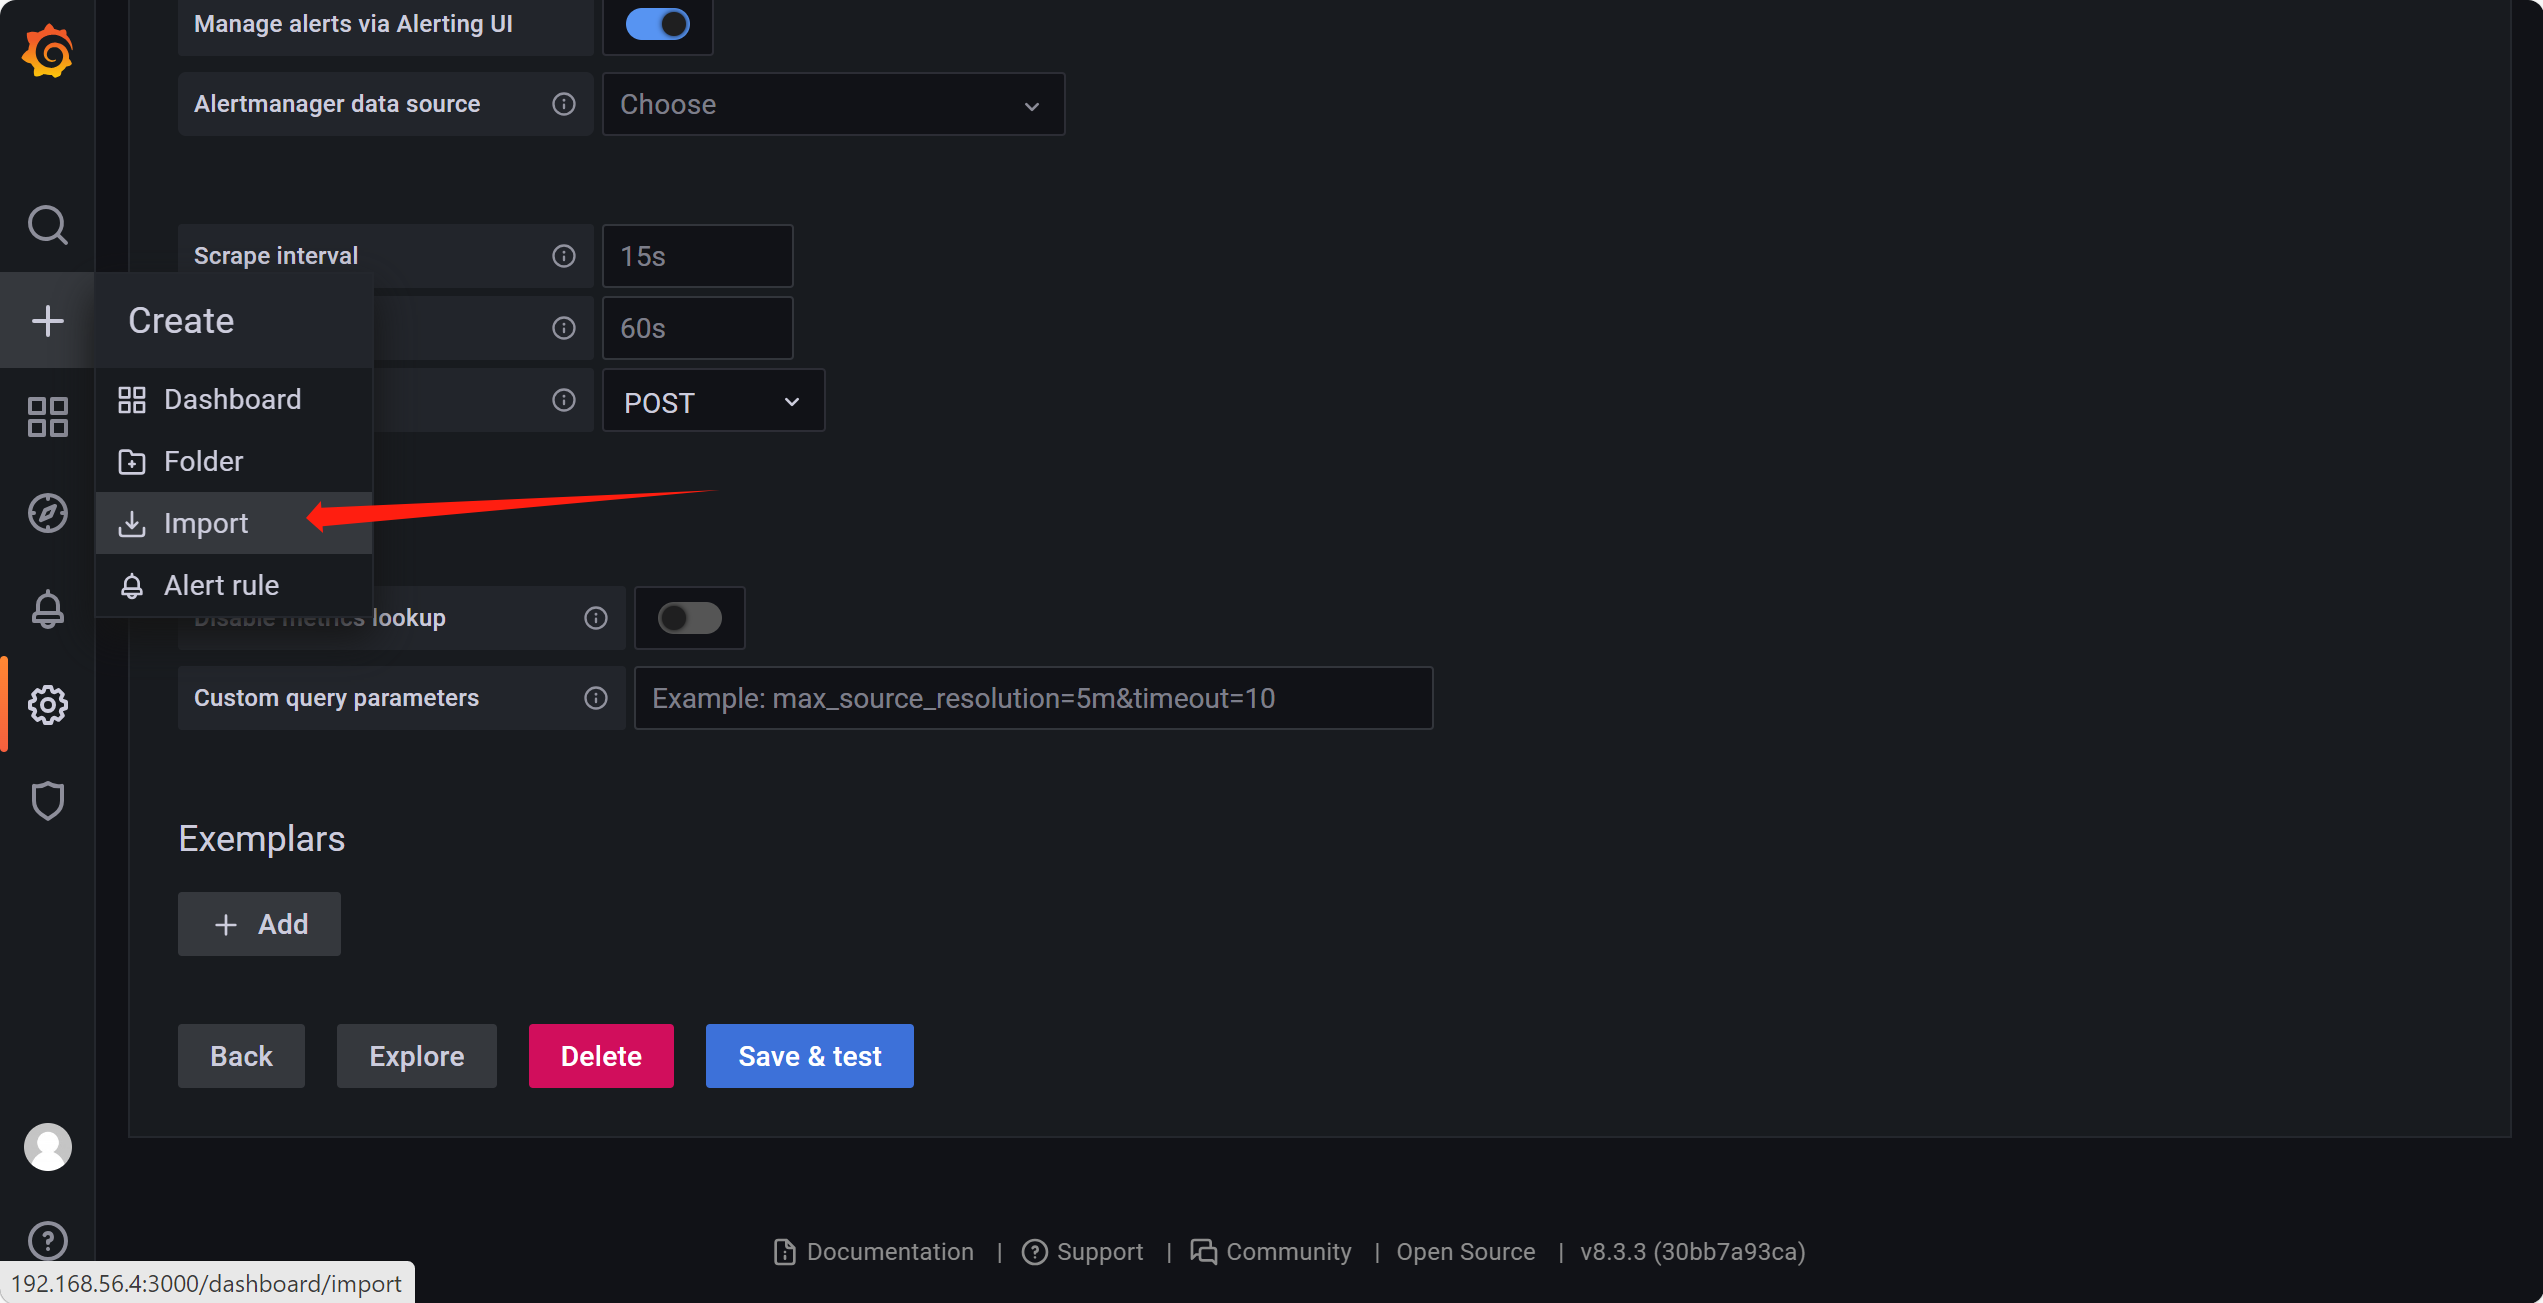 Manage alerts via Alerting UI
Alertmanager data source
Choose
Scrape interval
15s
Create
60s
Dashboard
POST
Folder
Import
Alert rule
Disable metrics lookup
Custom query parameters
Example: max_source_resolution=5m&timeout=10
Exemplars
+ Add
Back
Explore
Delete
Save & test
Documentation | Support | Community | Open Source | v8.3.3 (30bb7a93ca)
192.168.56.4:3000/dashboard/import